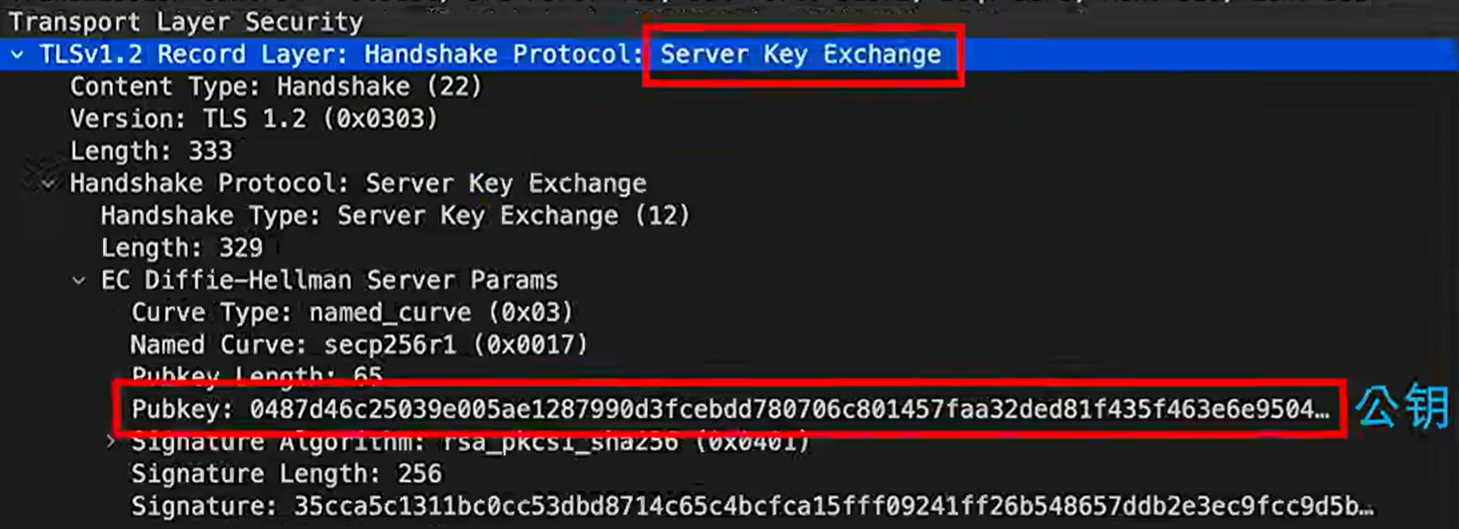 Transport Layer Security
TLSv1.2 Record Layer: Handshake Protocol: Server Key Exchange
Content Type: Handshake (22)
Version: TLS 1.2 (0x0303)
Length: 333
Handshake Protocol: Server Key Exchange
Handshake Type: Server Key Exchange (12)
Length: 329
EC Diffie-Hellman Server Params
Curve Type: named_curve (0x03)
Named Curve: secp256r1 (0x0017)
Pubkey Length: 65
Pubkey: 0487d46c25039e005ae1287990d3fcebdd780706c801457faa32ded81f435f463e6e9504… 公钥
Signature Algorithm: rsa_pkcs1_sha256 (0x0401)
Signature Length: 256
Signature: 35cca5c1311bc0cc53dbd8714c65c4bcfca15fff09241ff26b548657ddb2e3ec9fcc9d5b…